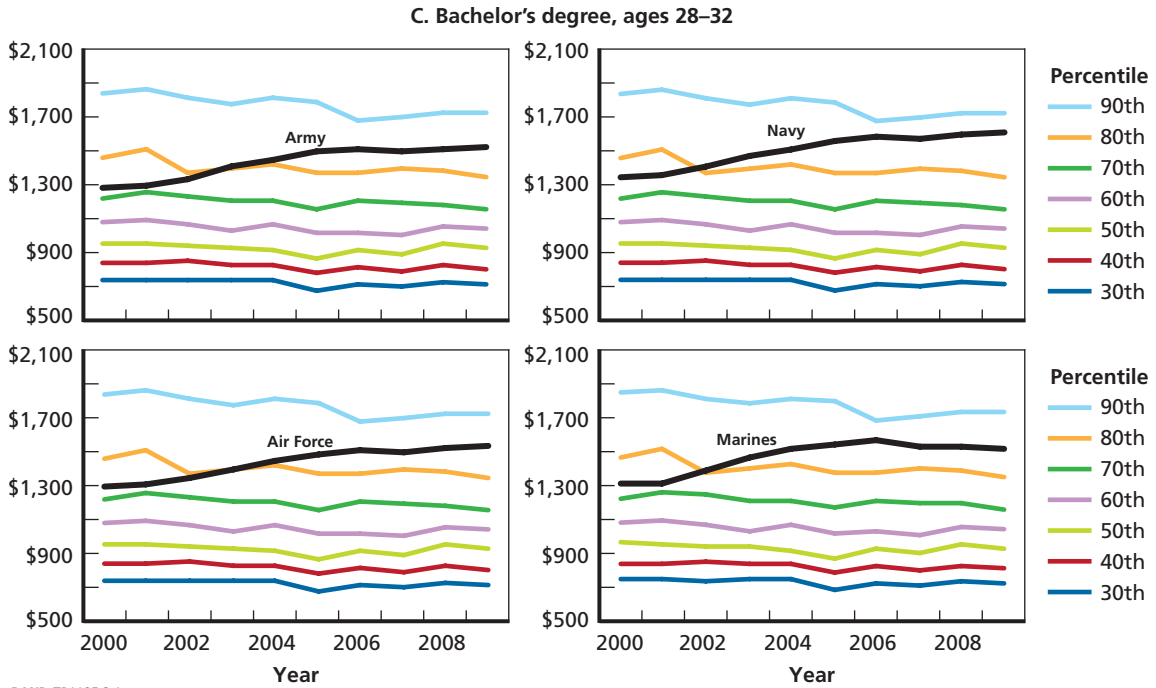 C. Bachelor’s degree, ages 28–32
$2,100
$1,700
$1,300
$900
$500
Army
$2,100
$1,700
$1,300
$900
$500
Navy
Percentile
90th
80th
70th
60th
50th
40th
30th
$2,100
$1,700
$1,300
$900
$500
Air Force
2000 2002 2004 2006 2008
Year
$2,100
$1,700
$1,300
$900
$500
Marines
2000 2002 2004 2006 2008
Year
Percentile
90th
80th
70th
60th
50th
40th
30th